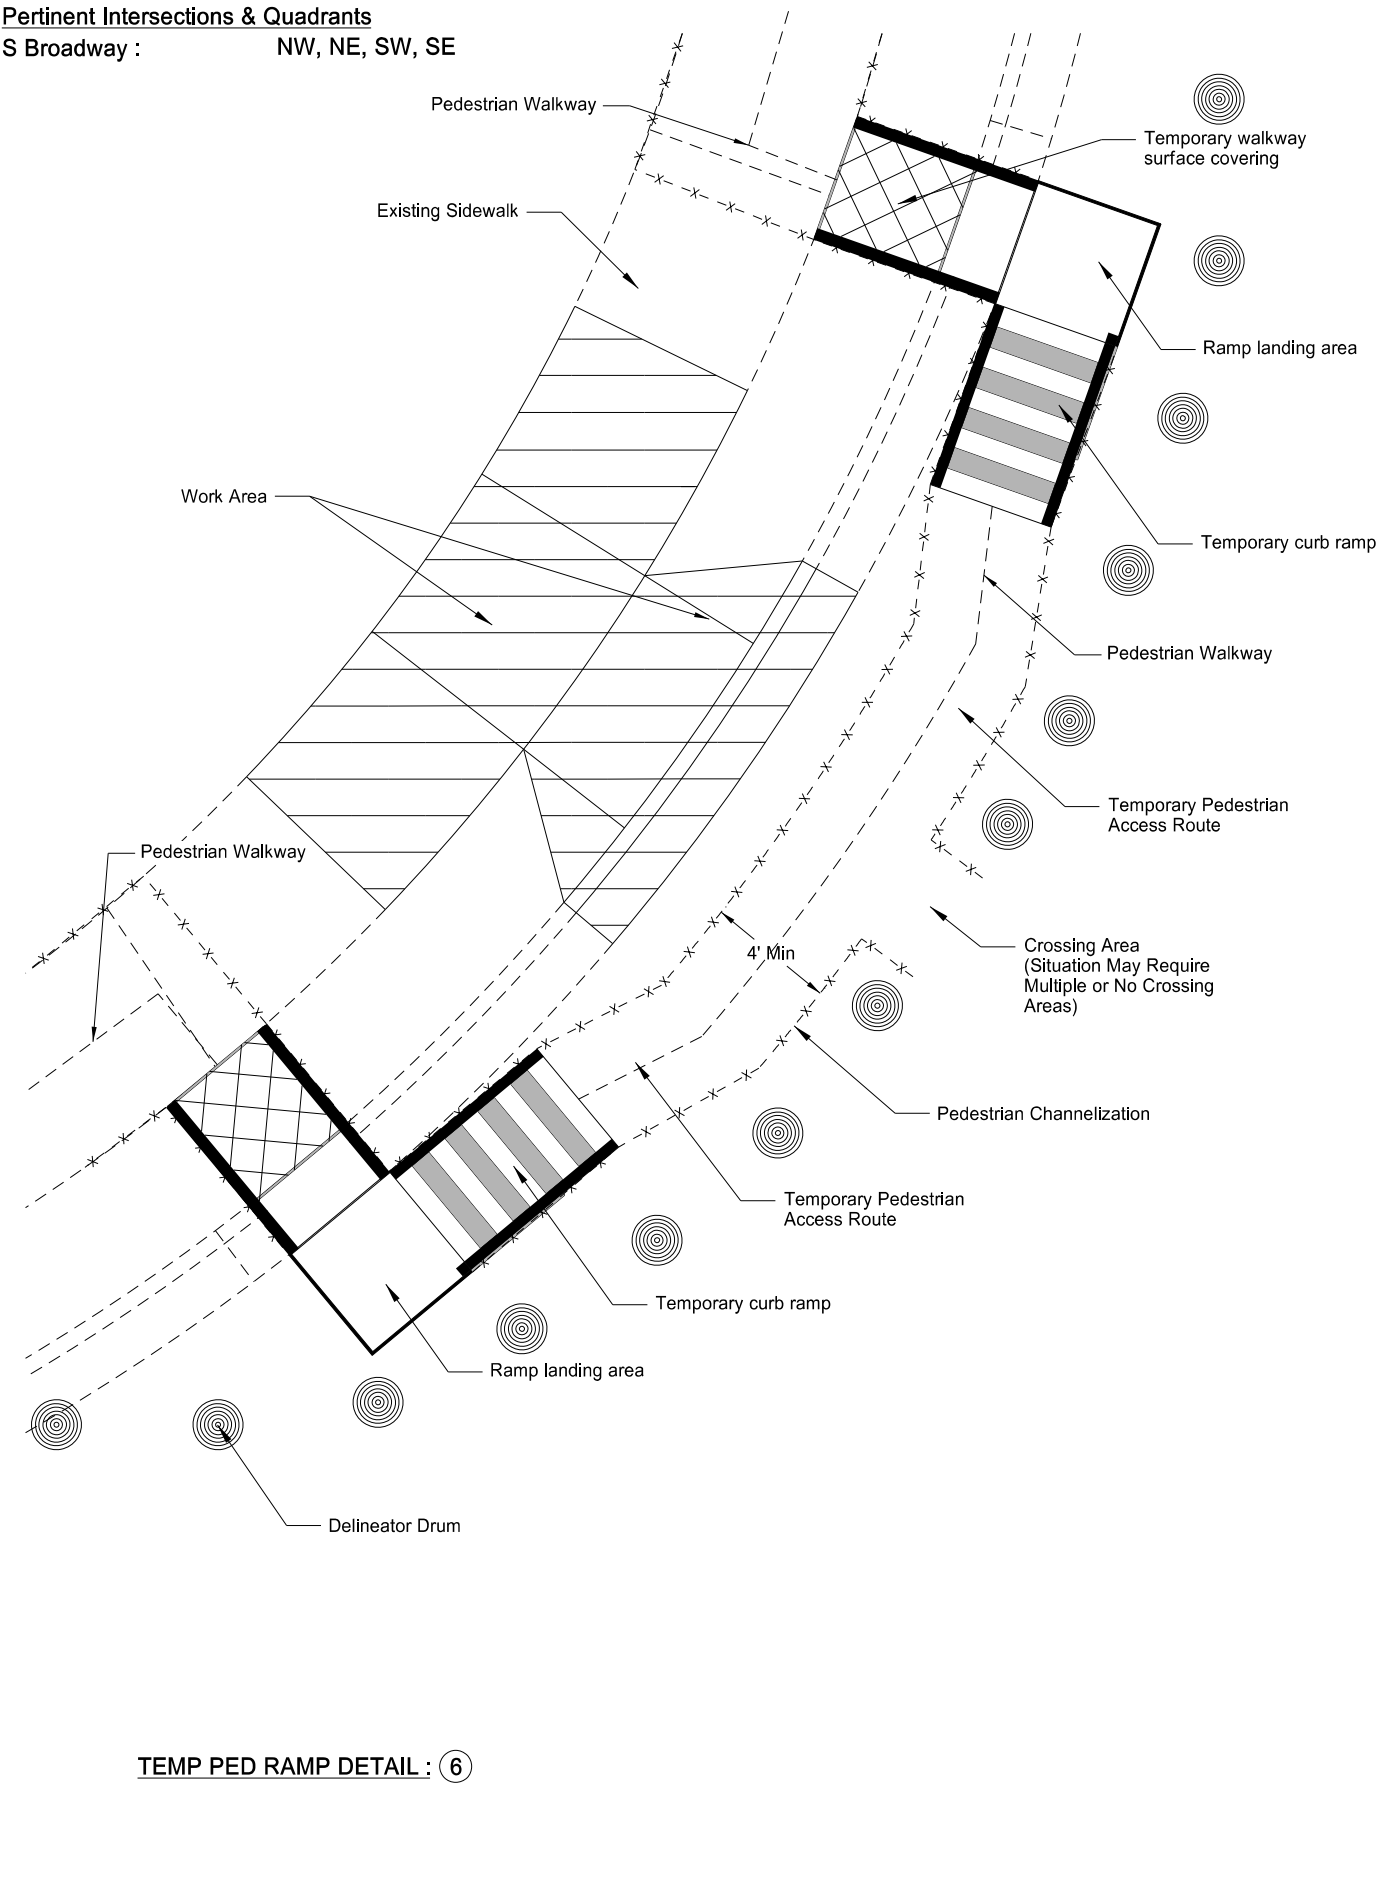 Pertinent Intersections & Quadrants
S Broadway : NW, NE, SW, SE
Pedestrian Walkway
Temporary walkway
surface covering
Existing Sidewalk
Ramp landing area
Work Area
Temporary curb ramp
Pedestrian Walkway
Temporary Pedestrian
Access Route
Pedestrian Walkway
4' Min
Crossing Area
(Situation May Require
Multiple or No Crossing
Areas)
Pedestrian Channelization
Temporary Pedestrian
Access Route
Temporary curb ramp
Ramp landing area
Delineator Drum
TEMP PED RAMP DETAIL : 6